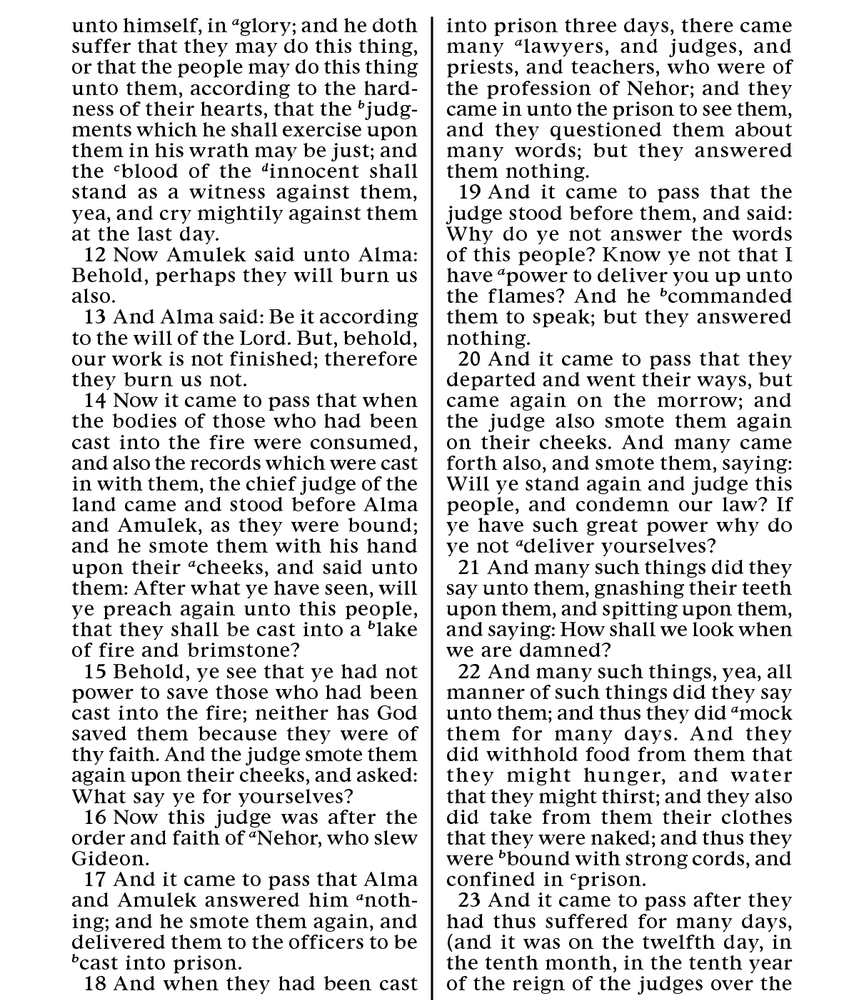 unto himself, in ᵃglory; and he doth
suffer that they may do this thing,
or that the people may do this thing
unto them, according to the hard-
ness of their hearts, that the ᵇjudg-
ments which he shall exercise upon
them in his wrath may be just; and
the ᶜblood of the ᵈinnocent shall
stand as a witness against them,
yea, and cry mightily against them
at the last day.
12 Now Amulek said unto Alma:
Behold, perhaps they will burn us
also.
13 And Alma said: Be it according
to the will of the Lord. But, behold,
our work is not finished; therefore
they burn us not.
14 Now it came to pass that when
the bodies of those who had been
cast into the fire were consumed,
and also the records which were cast
in with them, the chief judge of the
land came and stood before Alma
and Amulek, as they were bound;
and he smote them with his hand
upon their ᵃcheeks, and said unto
them: After what ye have seen, will
ye preach again unto this people,
that they shall be cast into a ᵇlake
of fire and brimstone?
15 Behold, ye see that ye had not
power to save those who had been
cast into the fire; neither has God
saved them because they were of
thy faith. And the judge smote them
again upon their cheeks, and asked:
What say ye for yourselves?
16 Now this judge was after the
order and faith of ᵃNehor, who slew
Gideon.
17 And it came to pass that Alma
and Amulek answered him ᵃnoth-
ing; and he smote them again, and
delivered them to the officers to be
ᵇcast into prison.
18 And when they had been cast
into prison three days, there came
many ᵃlawyers, and judges, and
priests, and teachers, who were of
the profession of Nehor; and they
came in unto the prison to see them,
and they questioned them about
many words; but they answered
them nothing.
19 And it came to pass that the
judge stood before them, and said:
Why do ye not answer the words
of this people? Know ye not that I
have ᵃpower to deliver you up unto
the flames? And he ᵇcommanded
them to speak; but they answered
nothing.
20 And it came to pass that they
departed and went their ways, but
came again on the morrow; and
the judge also smote them again
on their cheeks. And many came
forth also, and smote them, saying:
Will ye stand again and judge this
people, and condemn our law? If
ye have such great power why do
ye not ᵃdeliver yourselves?
21 And many such things did they
say unto them, gnashing their teeth
upon them, and spitting upon them,
and saying: How shall we look when
we are damned?
22 And many such things, yea, all
manner of such things did they say
unto them; and thus they did ᵃmock
them for many days. And they
did withhold food from them that
they might hunger, and water
that they might thirst; and they also
did take from them their clothes
that they were naked; and thus they
were ᵇbound with strong cords, and
confined in ᶜprison.
23 And it came to pass after they
had thus suffered for many days,
(and it was on the twelfth day, in
the tenth month, in the tenth year
of the reign of the judges over the